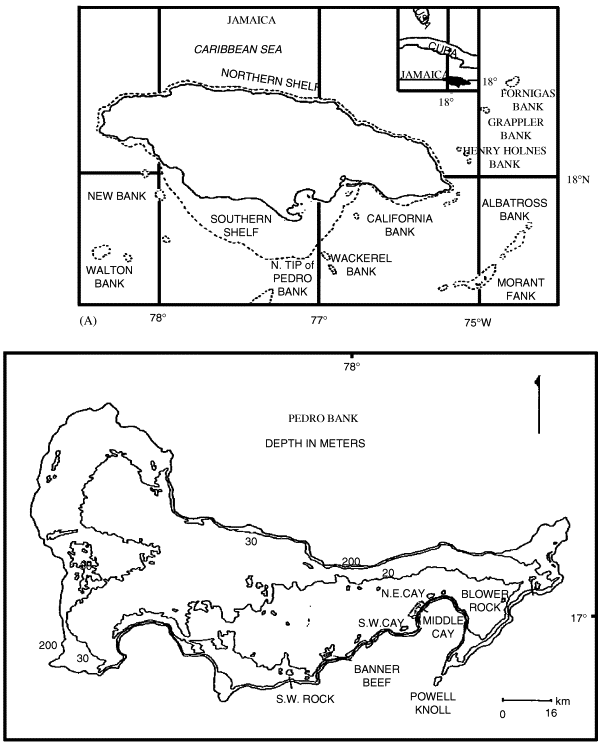 JAMAICA
CARIBBEAN SEA
NORTHERN SHELF
CUBA
JAMAICA
18°
18°
FORNIGAS
BANK
GRAPPLER
BANK
HENRY HOLNES
BANK
18°N
NEW BANK
SOUTHERN
SHELF
CALIFORNIA
BANK
ALBATROSS
BANK
WALTON
BANK
N. TIP of
PEDRO
BANK
WACKEREL
BANK
MORANT
FANK
(A)
78°
77°
75°W
78°
PEDRO BANK
DEPTH IN METERS
30
200
20
30
N.E.CAY
BLOWER
ROCK
S.W.CAY
MIDDLE
CAY
17°
200
30
BANNER
BEEF
S.W. ROCK
POWELL
KNOLL
km
0
16